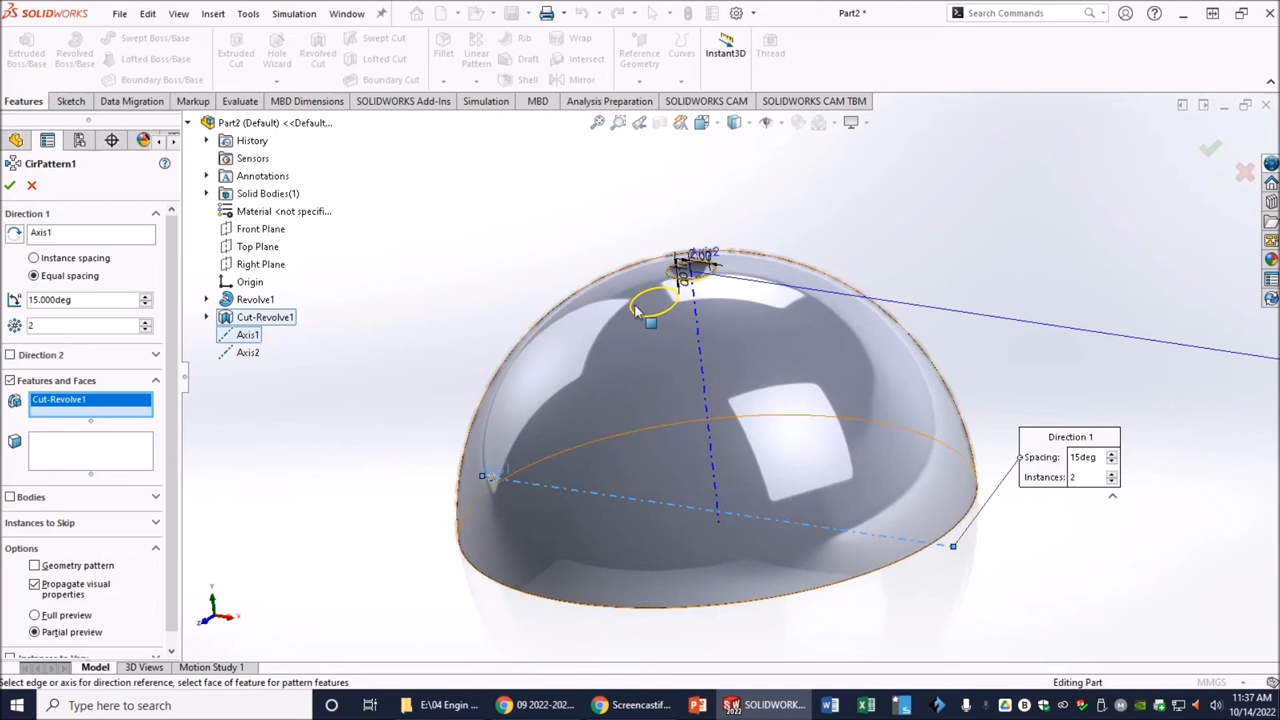 SOLIDWORKS File Edit View Insert Tools Simulation Window Part2 * Search Commands
Extruded Boss/Base Revolved Boss/Base Swept Boss/Base Lofted Boss/Base Boundary Boss/Base Extruded Cut Hole Wizard Revolved Cut Swept Cut Lofted Cut Boundary Cut Fillet Linear Pattern Rib Draft Shell Wrap Intersect Mirror Reference Geometry Curves Instant3D Thread
Features Sketch Data Migration Markup Evaluate MBD Dimensions SOLIDWORKS Add-Ins Simulation MBD Analysis Preparation SOLIDWORKS CAM SOLIDWORKS CAM TBM
CirPattern1
Direction 1
Axis1
Instance spacing
Equal spacing
15.000deg
2
Direction 2
Features and Faces
Cut-Revolve1
Bodies
Instances to Skip
Options
Geometry pattern
Propagate visual properties
Full preview
Partial preview
Part2 (Default) <<Default...
History
Sensors
Annotations
Solid Bodies(1)
Material <not specifi...
Front Plane
Top Plane
Right Plane
Origin
Revolve1
Cut-Revolve1
Axis1
Axis2
Direction 1
Spacing: 15deg
Instances: 2
Model 3D Views Motion Study 1
Select edge or axis for direction reference, select face of feature for pattern features
Editing Part MMGS
Type here to search E:\04 Engin ... 09 2022-202... Screencastif... SOLIDWORK... 11:37 AM
10/14/2022